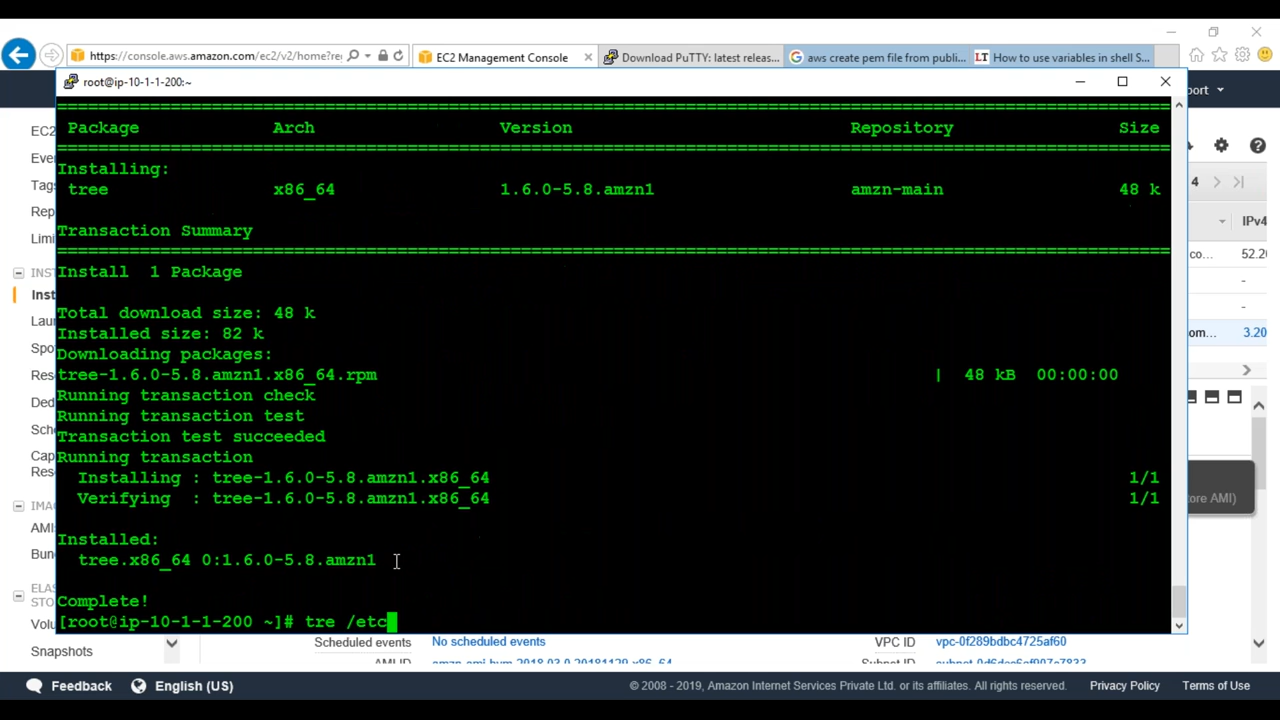 https://console.aws.amazon.com/ec2/v2/home?re
EC2 Management Console
Download PuTTY: latest releas...
aws create pem file from publi...
LT How to use variables in shell S...
root@ip-10-1-1-200:~
port
Package Arch Version Repository Size
Installing:
tree x86_64 1.6.0-5.8.amzn1 amzn-main 48 k
Transaction Summary
Install 1 Package
Total download size: 48 k
Installed size: 82 k
Downloading packages:
tree-1.6.0-5.8.amzn1.x86_64.rpm | 48 kB 00:00:00
Running transaction check
Running transaction test
Transaction test succeeded
Running transaction
Installing : tree-1.6.0-5.8.amzn1.x86_64 1/1
Verifying : tree-1.6.0-5.8.amzn1.x86_64 1/1
Installed:
tree.x86_64 0:1.6.0-5.8.amzn1
Complete!
[root@ip-10-1-1-200 ~]# tre /etc
EC2
Eve
Tags
Rep
Limi
INST
Inst
Lau
Spot
Res
Ded
Sch
Cap
Rese
IMAG
AMIs
Bun
ELAS
STO
Volu
Snapshots
4
IPv4
co... 52.20
-
-
om... 3.20
ore AMI)
Scheduled events No scheduled events
VPC ID vpc-0f289bdbc4725af60
AMI ID amzn-ami-hvm-2018.03.0.20181129-x86_64
Subnet ID
Feedback English (US)
© 2008 - 2019, Amazon Internet Services Private Ltd. or its affiliates. All rights reserved. Privacy Policy Terms of Use